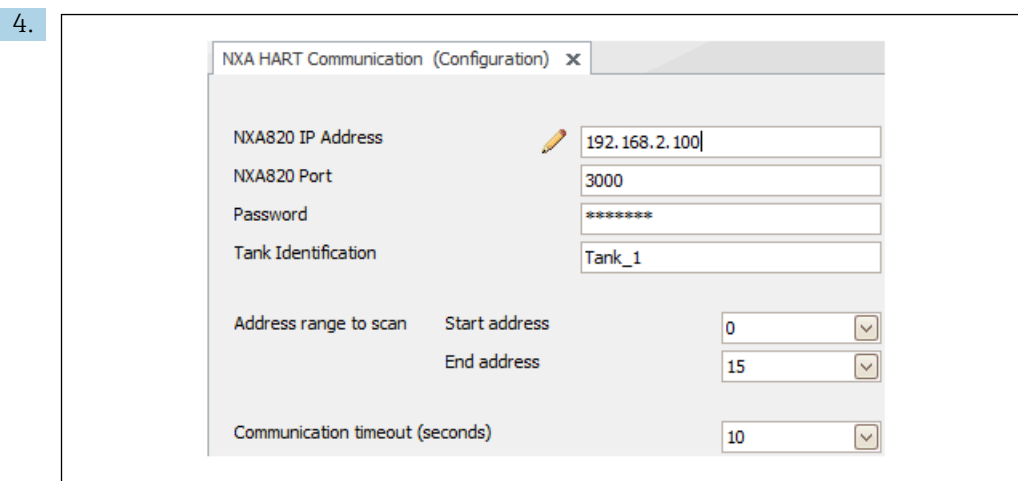 4.
NXA HART Communication (Configuration)
NXA820 IP Address 192.168.2.100
NXA820 Port 3000
Password *******
Tank Identification Tank_1
Address range to scan Start address 0
End address 15
Communication timeout (seconds) 10